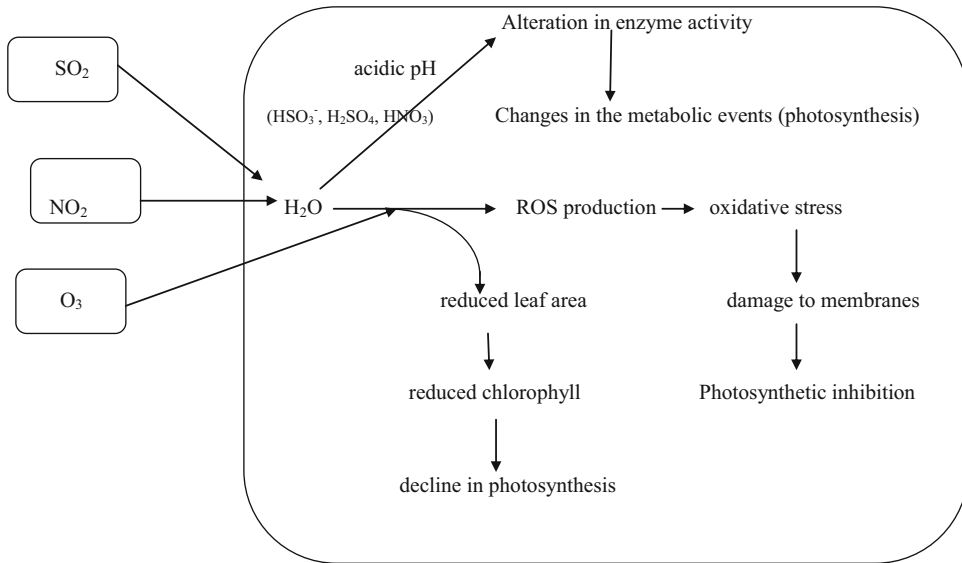 Alteration in enzyme activity
SO₂
acidic pH
(HSO₃⁻, H₂SO₄, HNO₃)
Changes in the metabolic events (photosynthesis)
NO₂
H₂O
ROS production
oxidative stress
O₃
reduced leaf area
damage to membranes
reduced chlorophyll
Photosynthetic inhibition
decline in photosynthesis